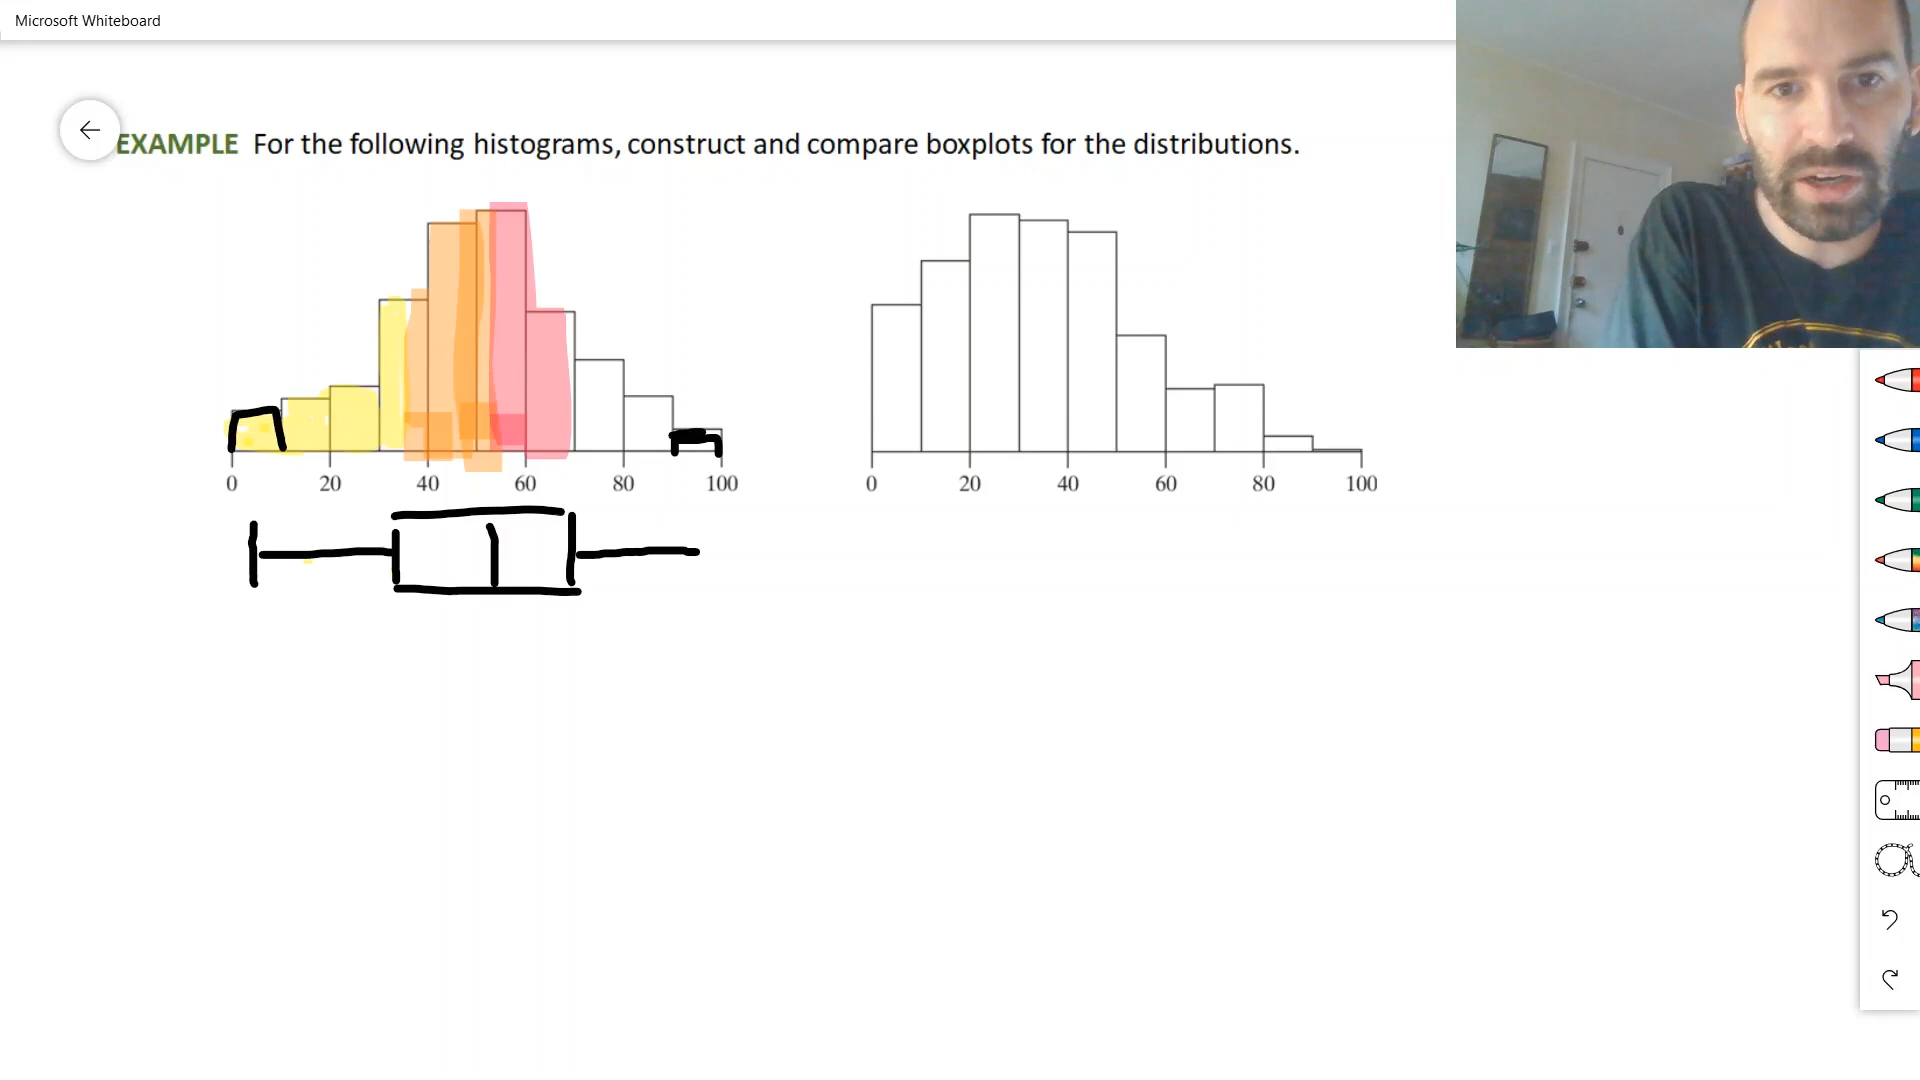 Microsoft Whiteboard
EXAMPLE For the following histograms, construct and compare boxplots for the distributions.
0 20 40 60 80 100
0 20 40 60 80 100